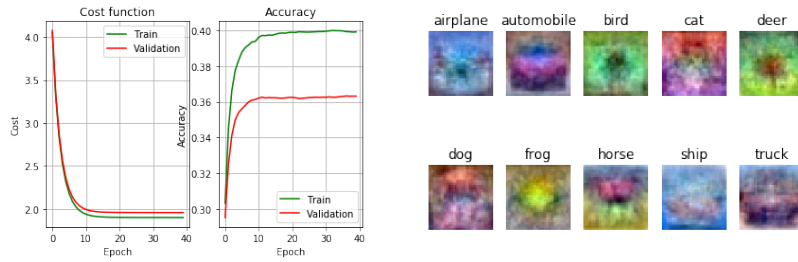 Cost function
Accuracy
4.0
3.5
3.0
2.5
2.0
Cost
0
10
20
30
40
Epoch
Train
Validation
0.40
0.38
0.36
0.34
0.32
0.30
Accuracy
0
10
20
30
40
Epoch
Train
Validation
airplane automobile bird cat deer
dog frog horse ship truck